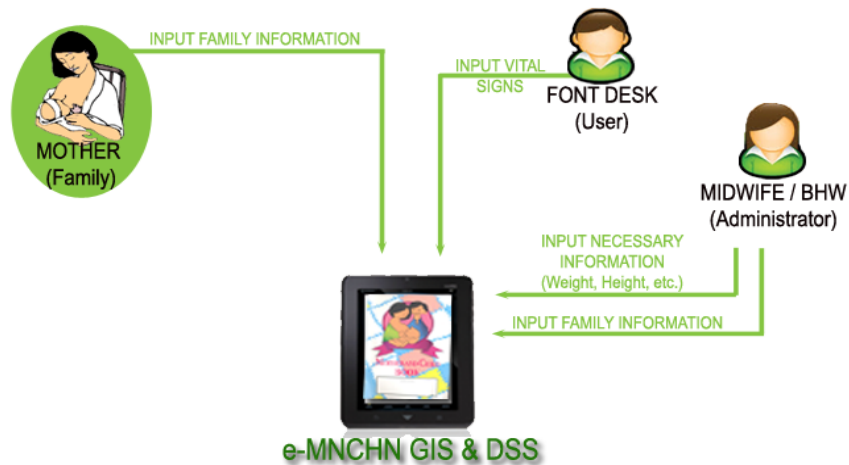 INPUT FAMILY INFORMATION
INPUT VITAL
SIGNS
FONT DESK
(User)
MOTHER
(Family)
MIDWIFE / BHW
(Administrator)
INPUT NECESSARY
INFORMATION
(Weight, Height, etc.)
INPUT FAMILY INFORMATION
BOOK
e-MNCHN GIS & DSS